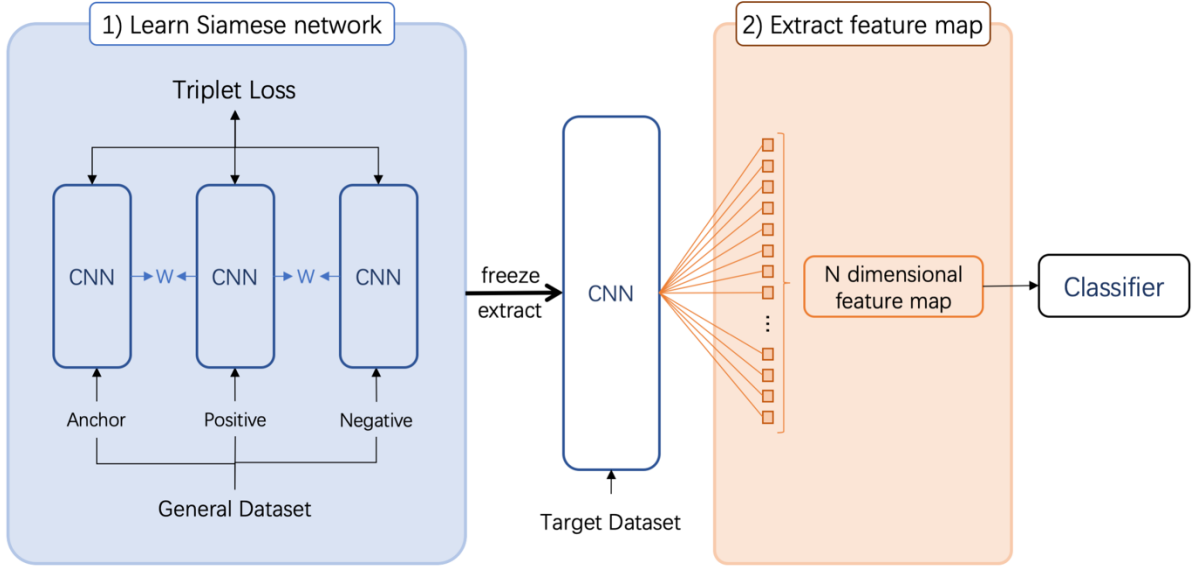 1) Learn Siamese network
Triplet Loss
CNN
W
CNN
W
CNN
Anchor
Positive
Negative
General Dataset
freeze
extract
CNN
Target Dataset
2) Extract feature map
...
N dimensional
feature map
Classifier